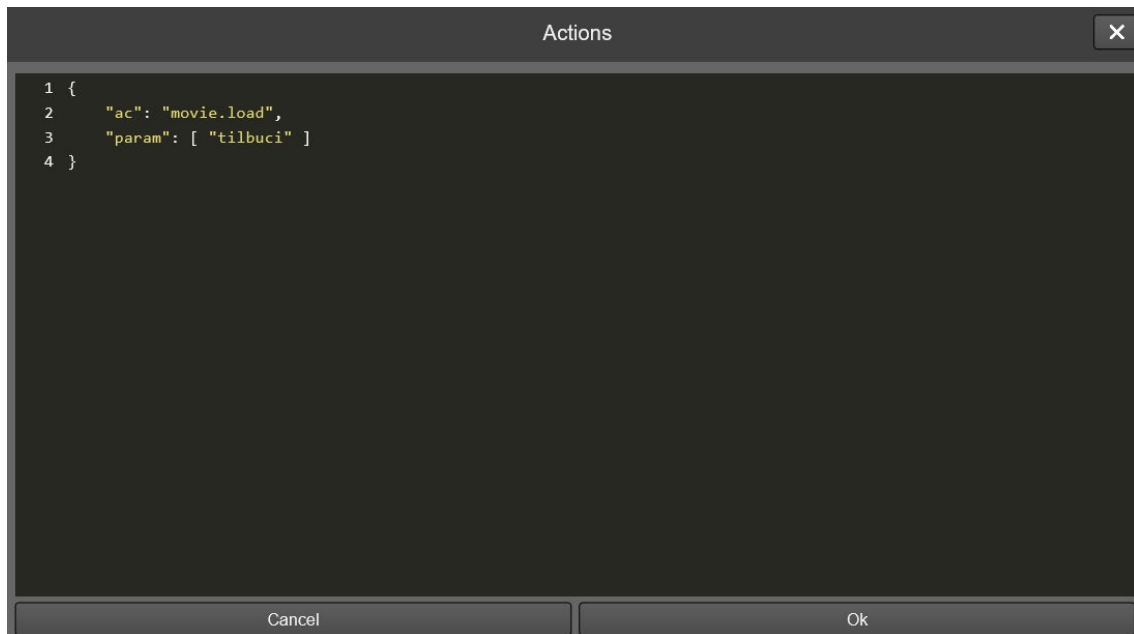 Actions
1 {
2     "ac": "movie.load",
3     "param": [ "tilbuci" ]
4 }
Cancel
Ok